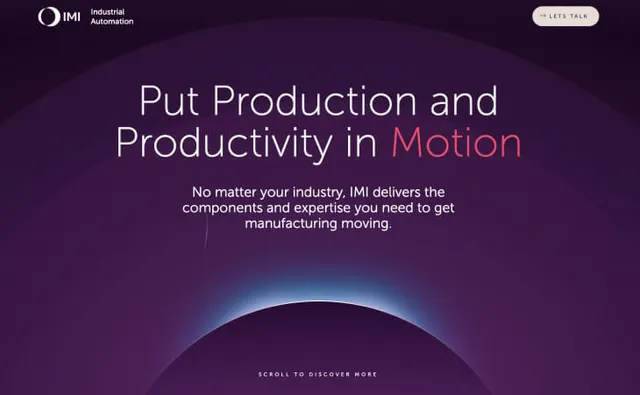 IMI
Industrial
Automation
LETS TALK
Put Production and
Productivity in Motion
No matter your industry, IMI delivers the
components and expertise you need to get
manufacturing moving.
SCROLL TO DISCOVER MORE